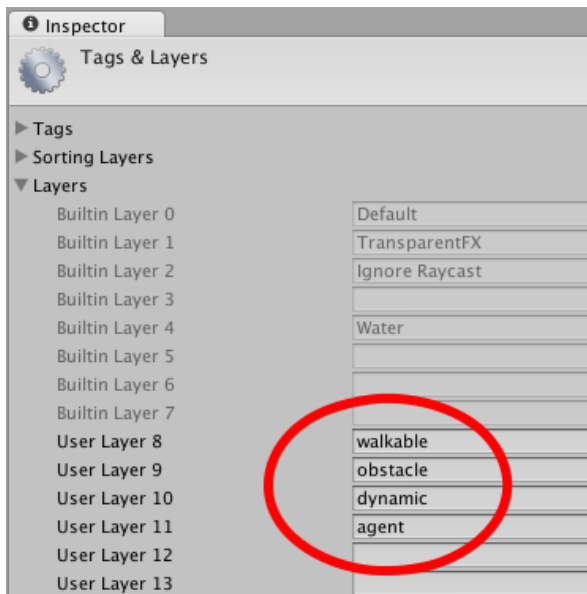 Inspector
Tags & Layers
Tags
Sorting Layers
Layers
Builtin Layer 0 Default
Builtin Layer 1 TransparentFX
Builtin Layer 2 Ignore Raycast
Builtin Layer 3
Builtin Layer 4 Water
Builtin Layer 5
Builtin Layer 6
Builtin Layer 7
User Layer 8 walkable
User Layer 9 obstacle
User Layer 10 dynamic
User Layer 11 agent
User Layer 12
User Layer 13